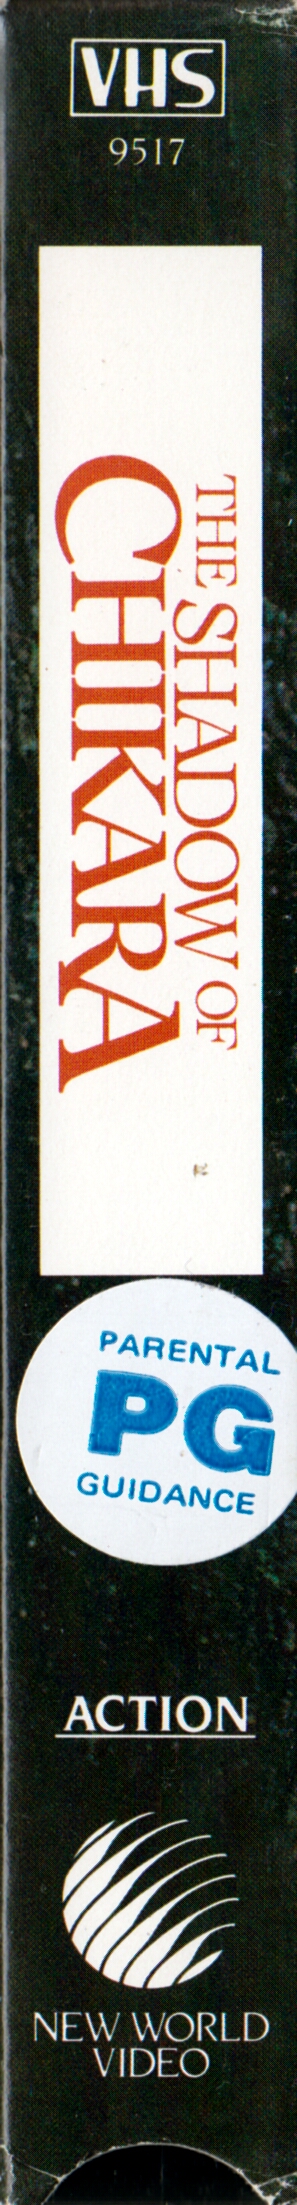 VHS
9517
THE SHADOW OF
CHIKARA
PARENTAL
PG
GUIDANCE
ACTION
NEW WORLD
VIDEO